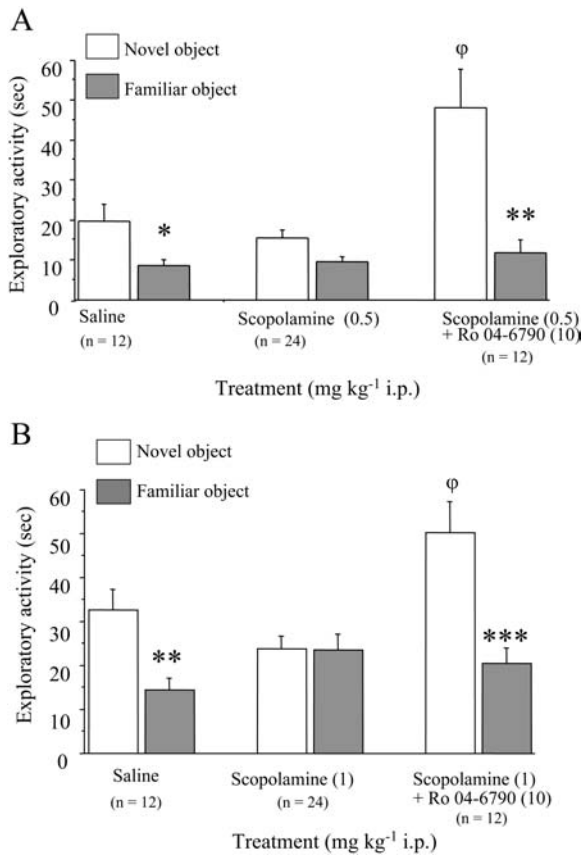 A
Novel object
Familiar object
Exploratory activity (sec)
60
50
40
30
20
10
0
*
φ
**
Saline
(n = 12)
Scopolamine (0.5)
(n = 24)
Scopolamine (0.5)
+ Ro 04-6790 (10)
(n = 12)
Treatment (mg kg⁻¹ i.p.)
B
Novel object
Familiar object
Exploratory activity (sec)
60
50
40
30
20
10
0
**
φ
***
Saline
(n = 12)
Scopolamine (1)
(n = 24)
Scopolamine (1)
+ Ro 04-6790 (10)
(n = 12)
Treatment (mg kg⁻¹ i.p.)